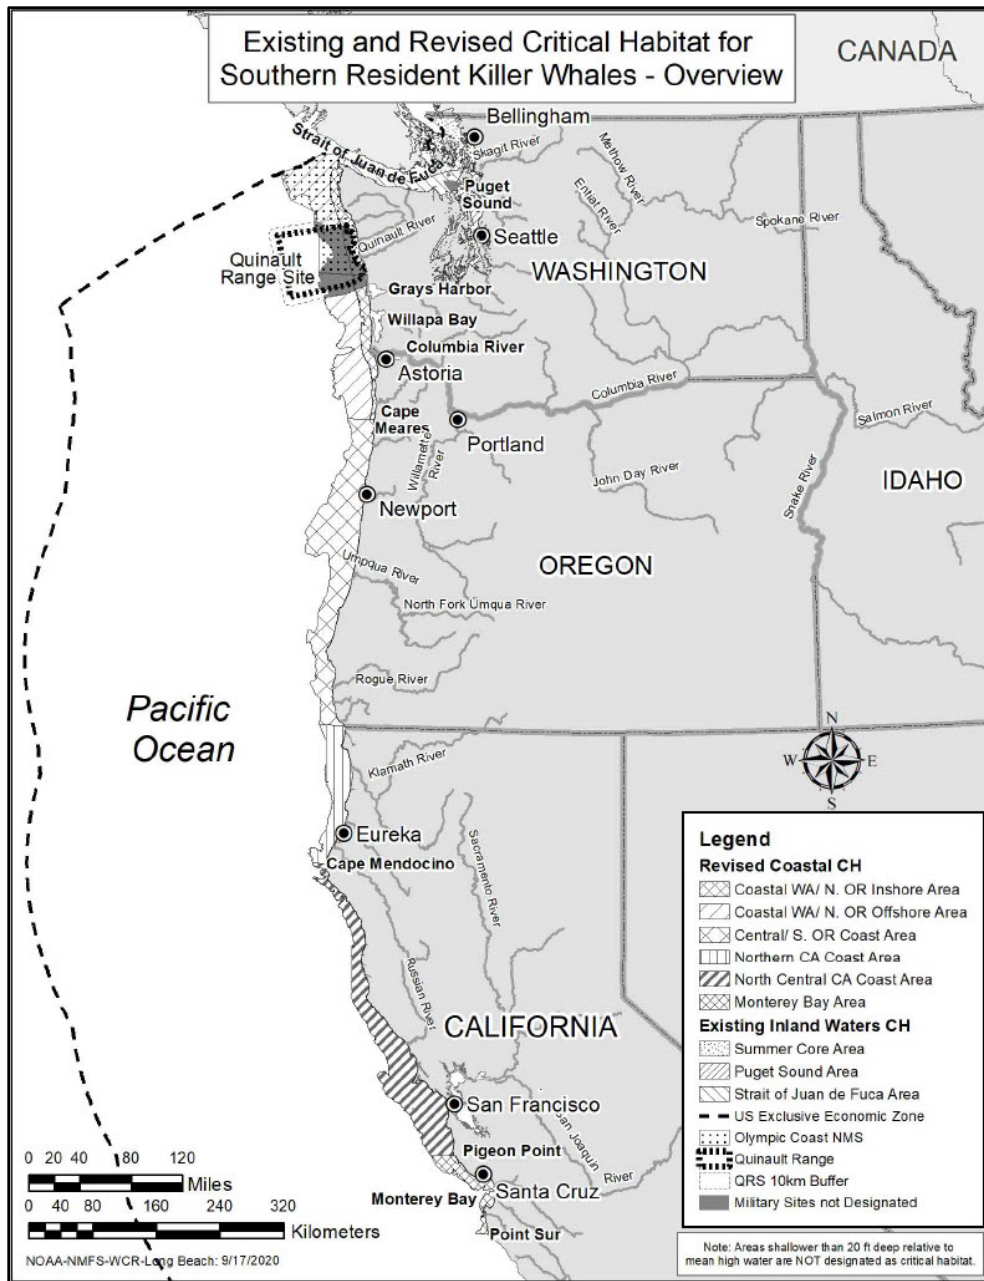 Existing and Revised Critical Habitat for
Southern Resident Killer Whales - Overview
CANADA
Bellingham
Strait of Juan de Fuca
Skagit River
Methow River
Puget
Sound
Entiat River
Spokane River
Quinault River
Seattle
Quinault
Range Site
WASHINGTON
Grays Harbor
Willapa Bay
Columbia River
Astoria
Columbia River
Cape
Meares
Portland
Salmon River
Willamette
River
John Day River
Snake River
IDAHO
Newport
OREGON
Umpqua River
North Fork Umqua River
Rogue River
Pacific
Ocean
N
W
E
S
Klamath River
Eureka
Sacramento River
Cape Mendocino
Russian River
CALIFORNIA
San Francisco
San Joaquin
River
Pigeon Point
Santa Cruz
Monterey Bay
Point Sur
Legend
Revised Coastal CH
Coastal WA/ N. OR Inshore Area
Coastal WA/ N. OR Offshore Area
Central/ S. OR Coast Area
Northern CA Coast Area
North Central CA Coast Area
Monterey Bay Area
Existing Inland Waters CH
Summer Core Area
Puget Sound Area
Strait of Juan de Fuca Area
US Exclusive Economic Zone
Olympic Coast NMS
Quinault Range
QRS 10km Buffer
Military Sites not Designated
0 20 40 80 120
Miles
0 40 80 160 240 320
Kilometers
NOAA-NMFS-WCR-Long Beach: 9/17/2020
Note: Areas shallower than 20 ft deep relative to
mean high water are NOT designated as critical habitat.